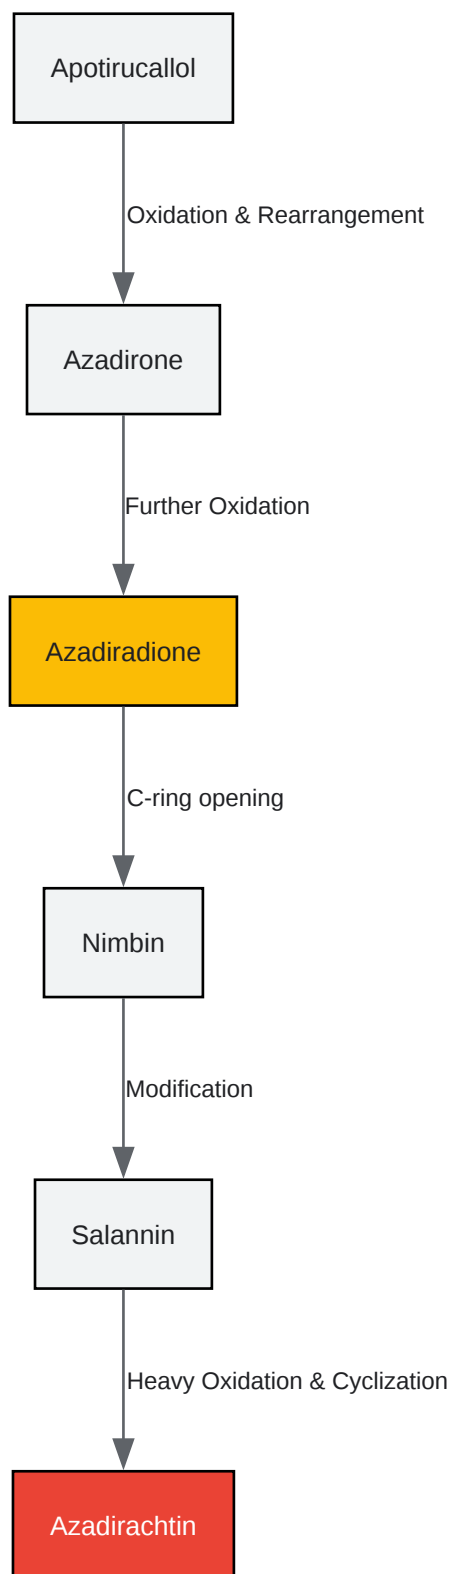 Apotirucallol
Oxidation & Rearrangement
Azadirone
Further Oxidation
Azadiradione
C-ring opening
Nimbin
Modification
Salannin
Heavy Oxidation & Cyclization
Azadirachtin